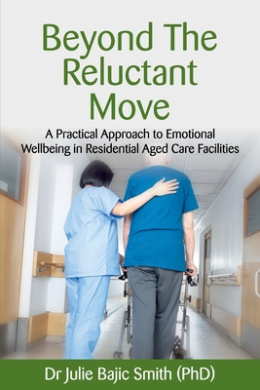 Beyond The
Reluctant
Move
A Practical Approach to Emotional
Wellbeing in Residential Aged Care Facilities
Dr Julie Bajic Smith (PhD)